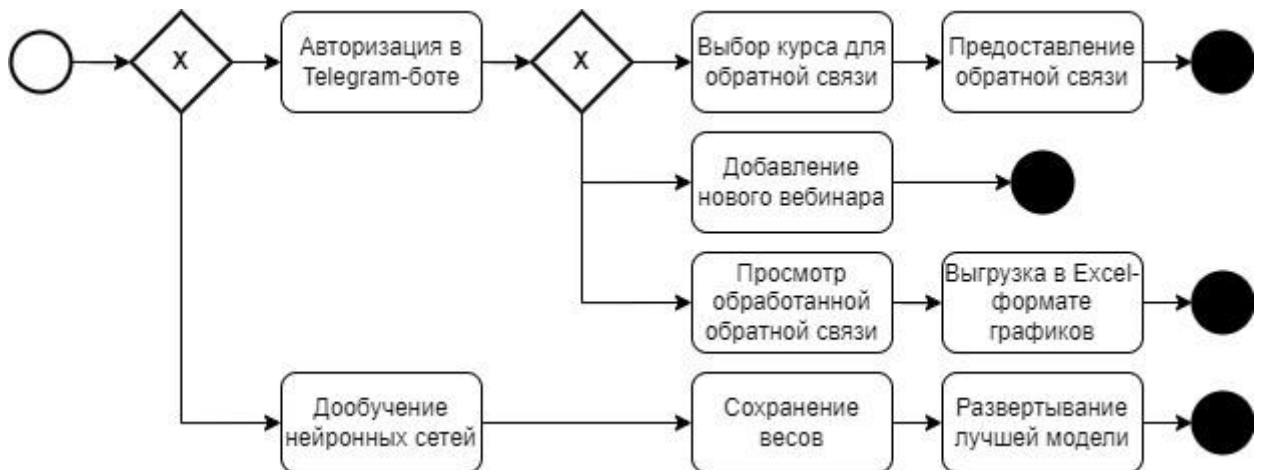 X
Авторизация в
Telegram-боте
X
Выбор курса для
обратной связи
Предоставление
обратной связи
Добавление
нового вебинара
Просмотр
обработанной
обратной связи
Выгрузка в Excel-
формате
графиков
Дообучение
нейронных сетей
Сохранение
весов
Развертывание
лучшей модели